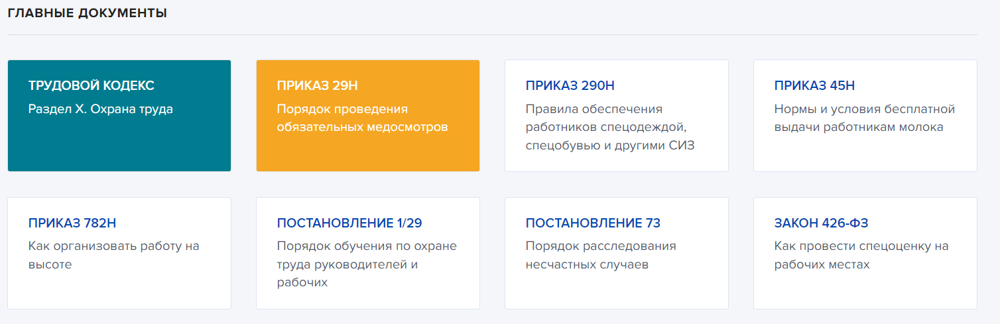 ГЛАВНЫЕ ДОКУМЕНТЫ
ТРУДОВОЙ КОДЕКС
Раздел X. Охрана труда
ПРИКАЗ 29Н
Порядок проведения
обязательных медосмотров
ПРИКАЗ 290Н
Правила обеспечения
работников спецодеждой,
спецобувью и другими СИЗ
ПРИКАЗ 45Н
Нормы и условия бесплатной
выдачи работникам молока
ПРИКАЗ 782Н
Как организовать работу на
высоте
ПОСТАНОВЛЕНИЕ 1/29
Порядок обучения по охране
труда руководителей и
рабочих
ПОСТАНОВЛЕНИЕ 73
Порядок расследования
несчастных случаев
ЗАКОН 426-ФЗ
Как провести спецоценку на
рабочих местах